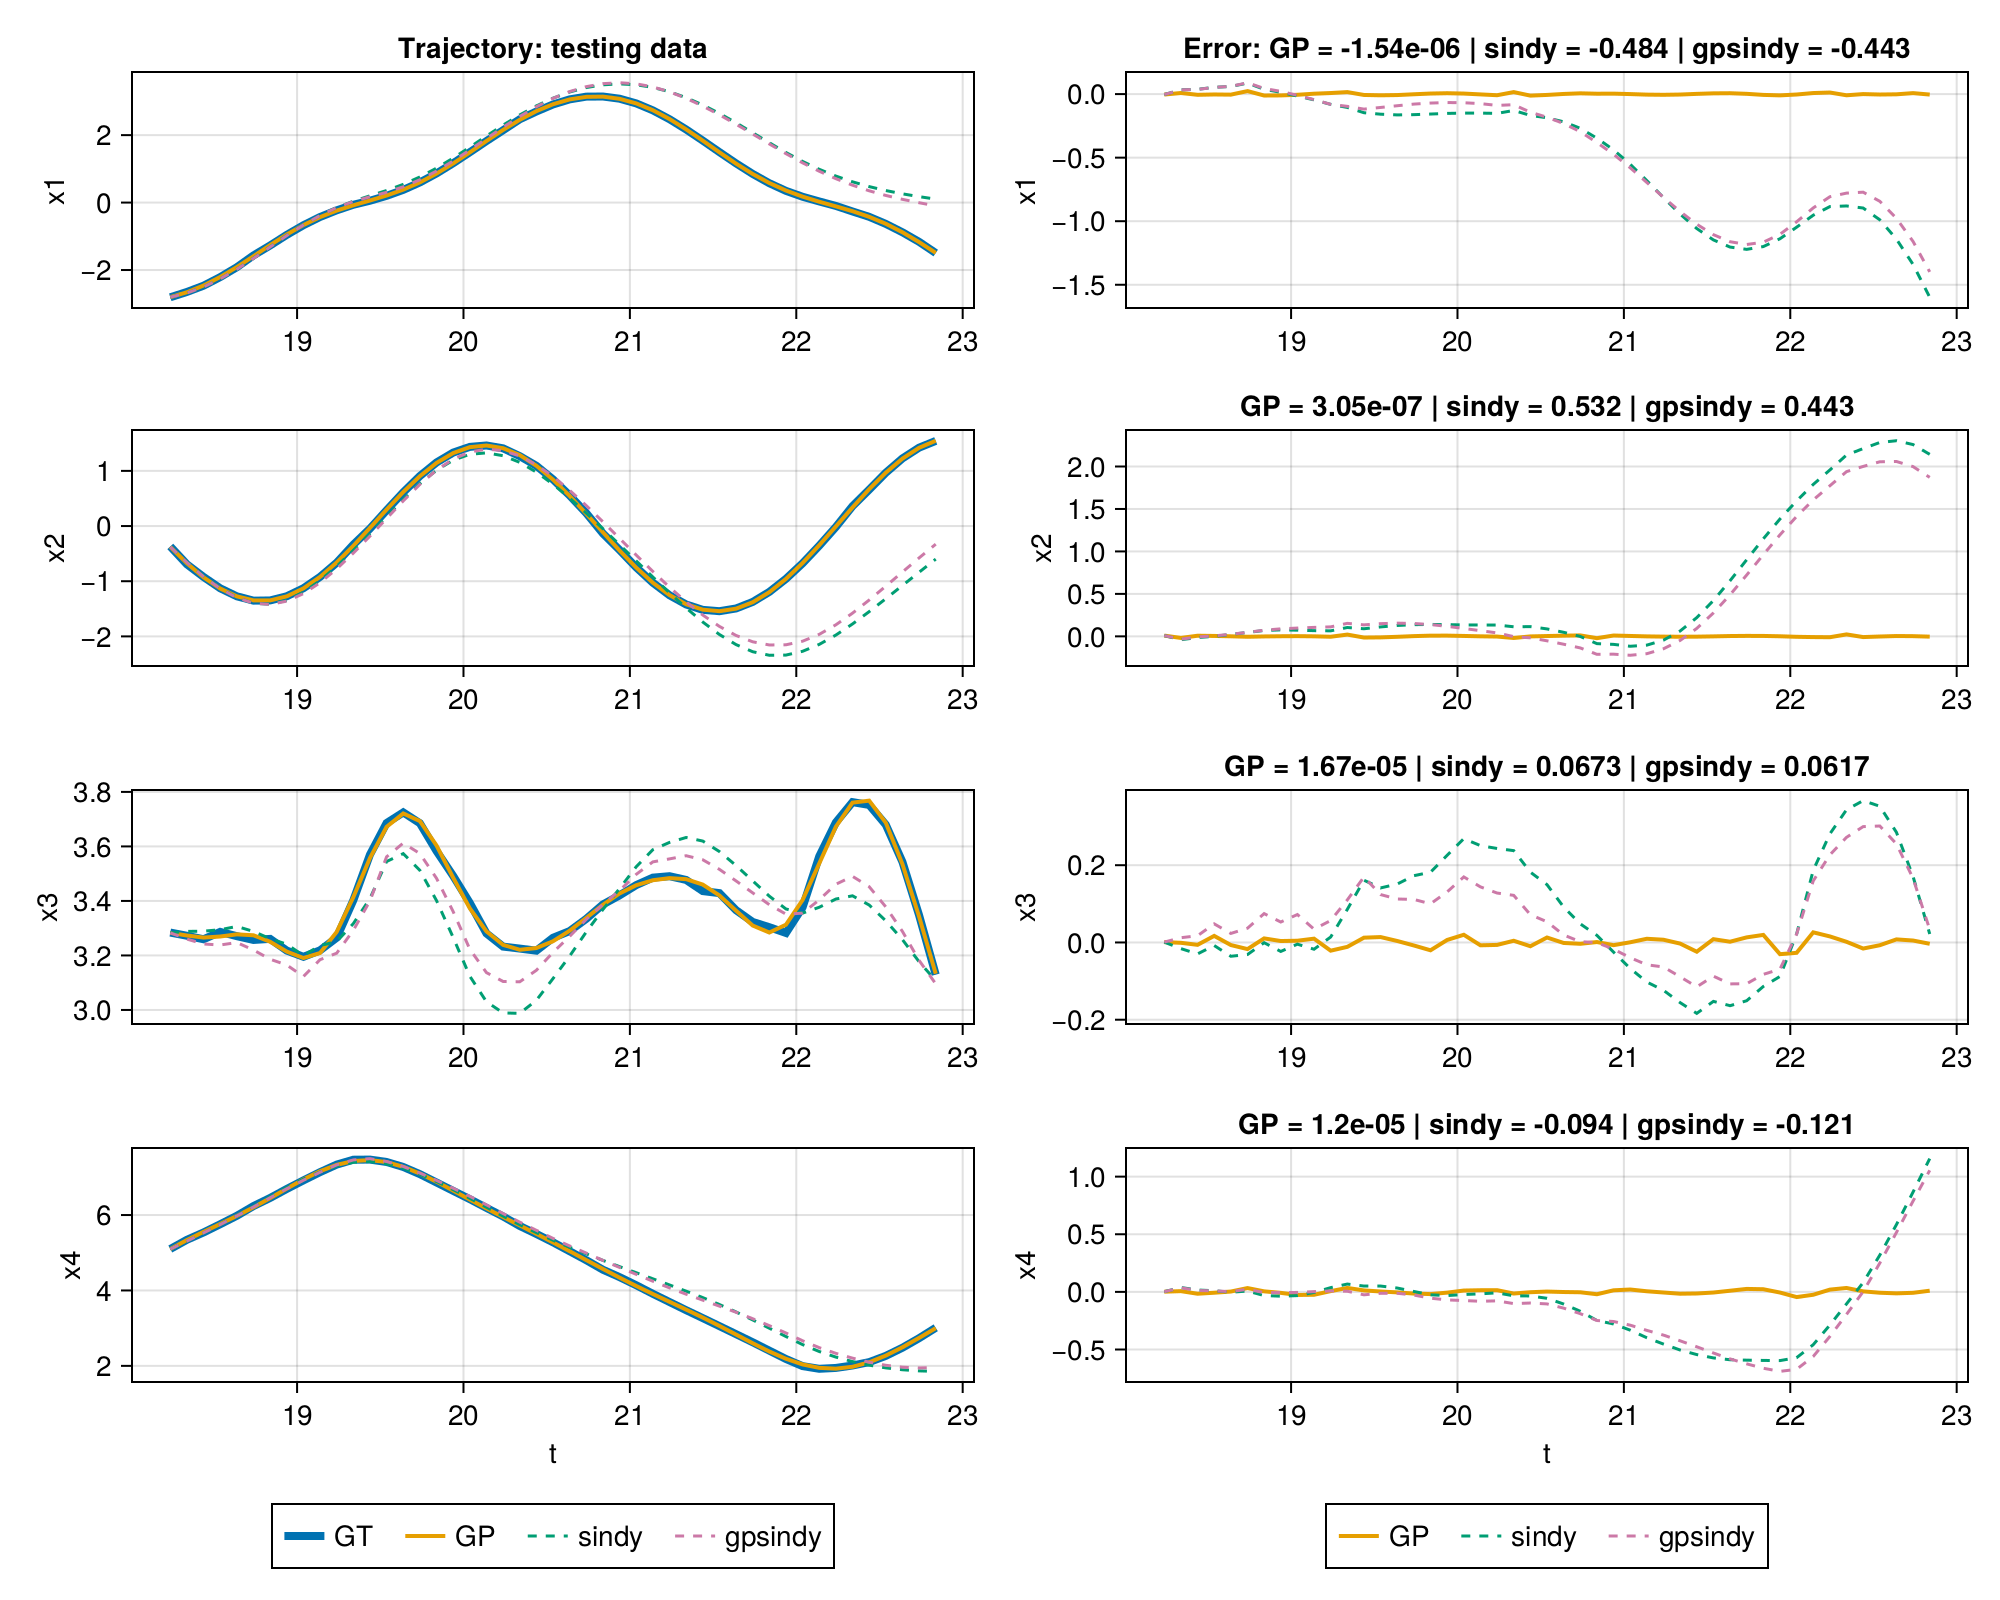 Trajectory: testing data
x1
2
0
−2
19 20 21 22 23
Error: GP = -1.54e-06 | sindy = -0.484 | gpsindy = -0.443
x1
0.0
−0.5
−1.0
−1.5
19 20 21 22 23
x2
1
0
−1
−2
19 20 21 22 23
GP = 3.05e-07 | sindy = 0.532 | gpsindy = 0.443
x2
2.0
1.5
1.0
0.5
0.0
19 20 21 22 23
x3
3.8
3.6
3.4
3.2
3.0
19 20 21 22 23
GP = 1.67e-05 | sindy = 0.0673 | gpsindy = 0.0617
x3
0.2
0.0
−0.2
19 20 21 22 23
x4
6
4
2
19 20 21 22 23
t
GP = 1.2e-05 | sindy = -0.094 | gpsindy = -0.121
x4
1.0
0.5
0.0
−0.5
19 20 21 22 23
t
GT GP sindy gpsindy
GP sindy gpsindy